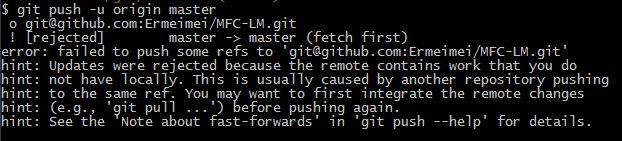 $ git push -u origin master
o git@github.com:Ermeimei/MFC-LM.git
! [rejected]        master -> master (fetch first)
error: failed to push some refs to 'git@github.com:Ermeimei/MFC-LM.git'
hint: Updates were rejected because the remote contains work that you do
hint: not have locally. This is usually caused by another repository pushing
hint: to the same ref. You may want to first integrate the remote changes
hint: (e.g., 'git pull ...') before pushing again.
hint: See the 'Note about fast-forwards' in 'git push --help' for details.